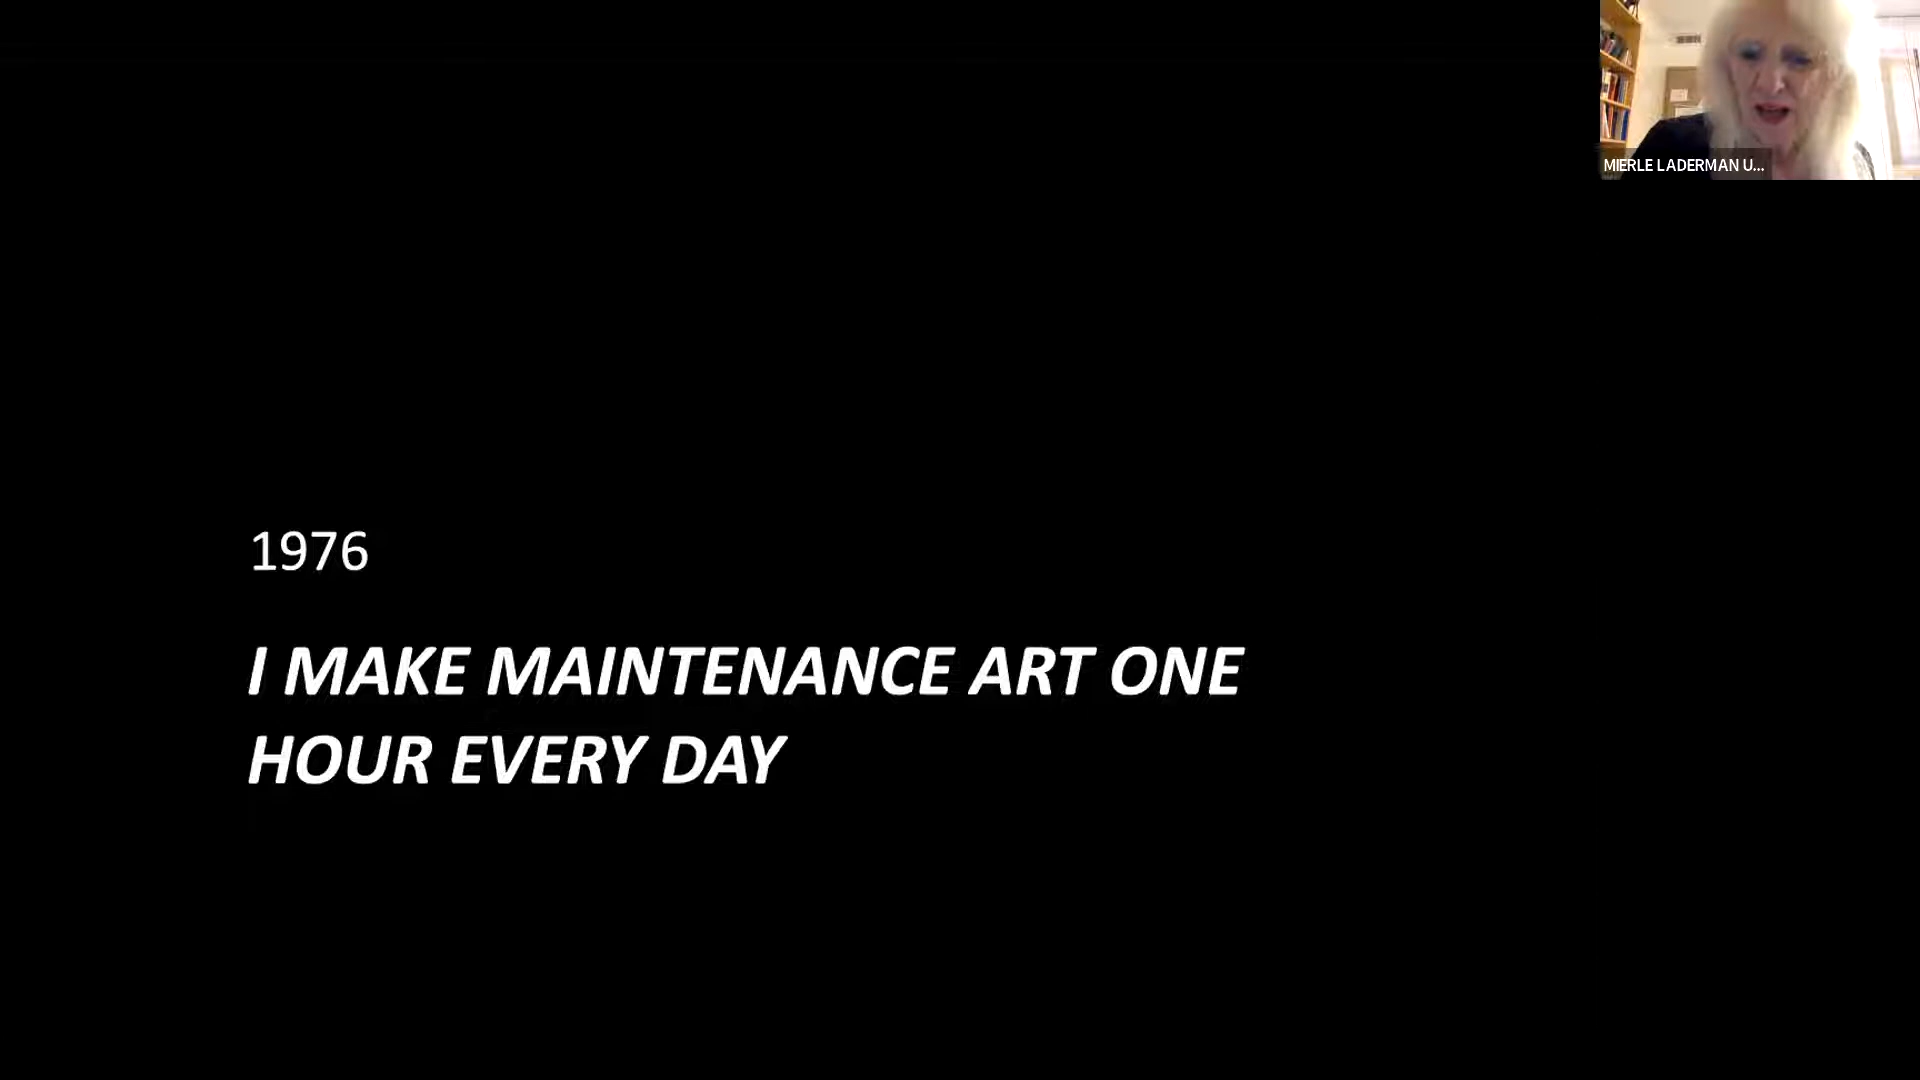 MIERLE LADERMAN U...
1976
I MAKE MAINTENANCE ART ONE
HOUR EVERY DAY